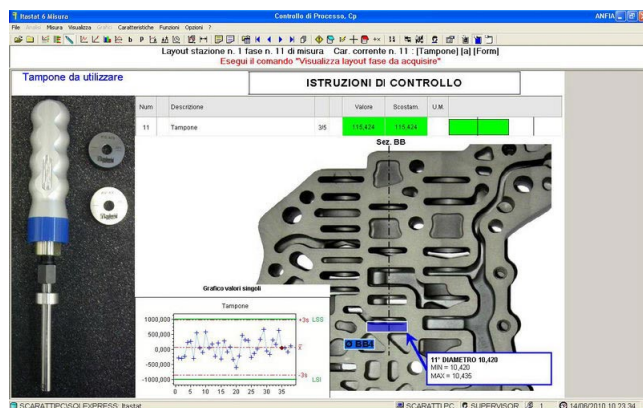 Itastat 6 Misura
Controllo di Processo, Cp
ANFIA
File
Misura Visualizza Grafici Caratteristiche Funzioni Opzioni ?
Layout stazione n. 1 fase n. 11 di misura Car. corrente n. 11 : [Tampone] [a] [Form]
Esegui il comando "Visualizza layout fase da acquisire"
Tampone da utilizzare
ISTRUZIONI DI CONTROLLO
Num Descrizione Valore Scostam. U.M.
11 Tampone 3/5 115,424 115,424
Sez. BB
Grafico valori singoli
Tampone
1000,000
500,000
0,000
-500,000
-1000,000
+3s LSS
x
-3s LSI
0 5 10 15 20 25 30 35
Ø BB4
11' DIAMETRO 10,420
MIN = 10,420
MAX = 10,435
SCARATTIPC\SQLEXPRESS: Itastat
SCARATTI PC SUPERVISOR 1 14/06/2010 10.23.34